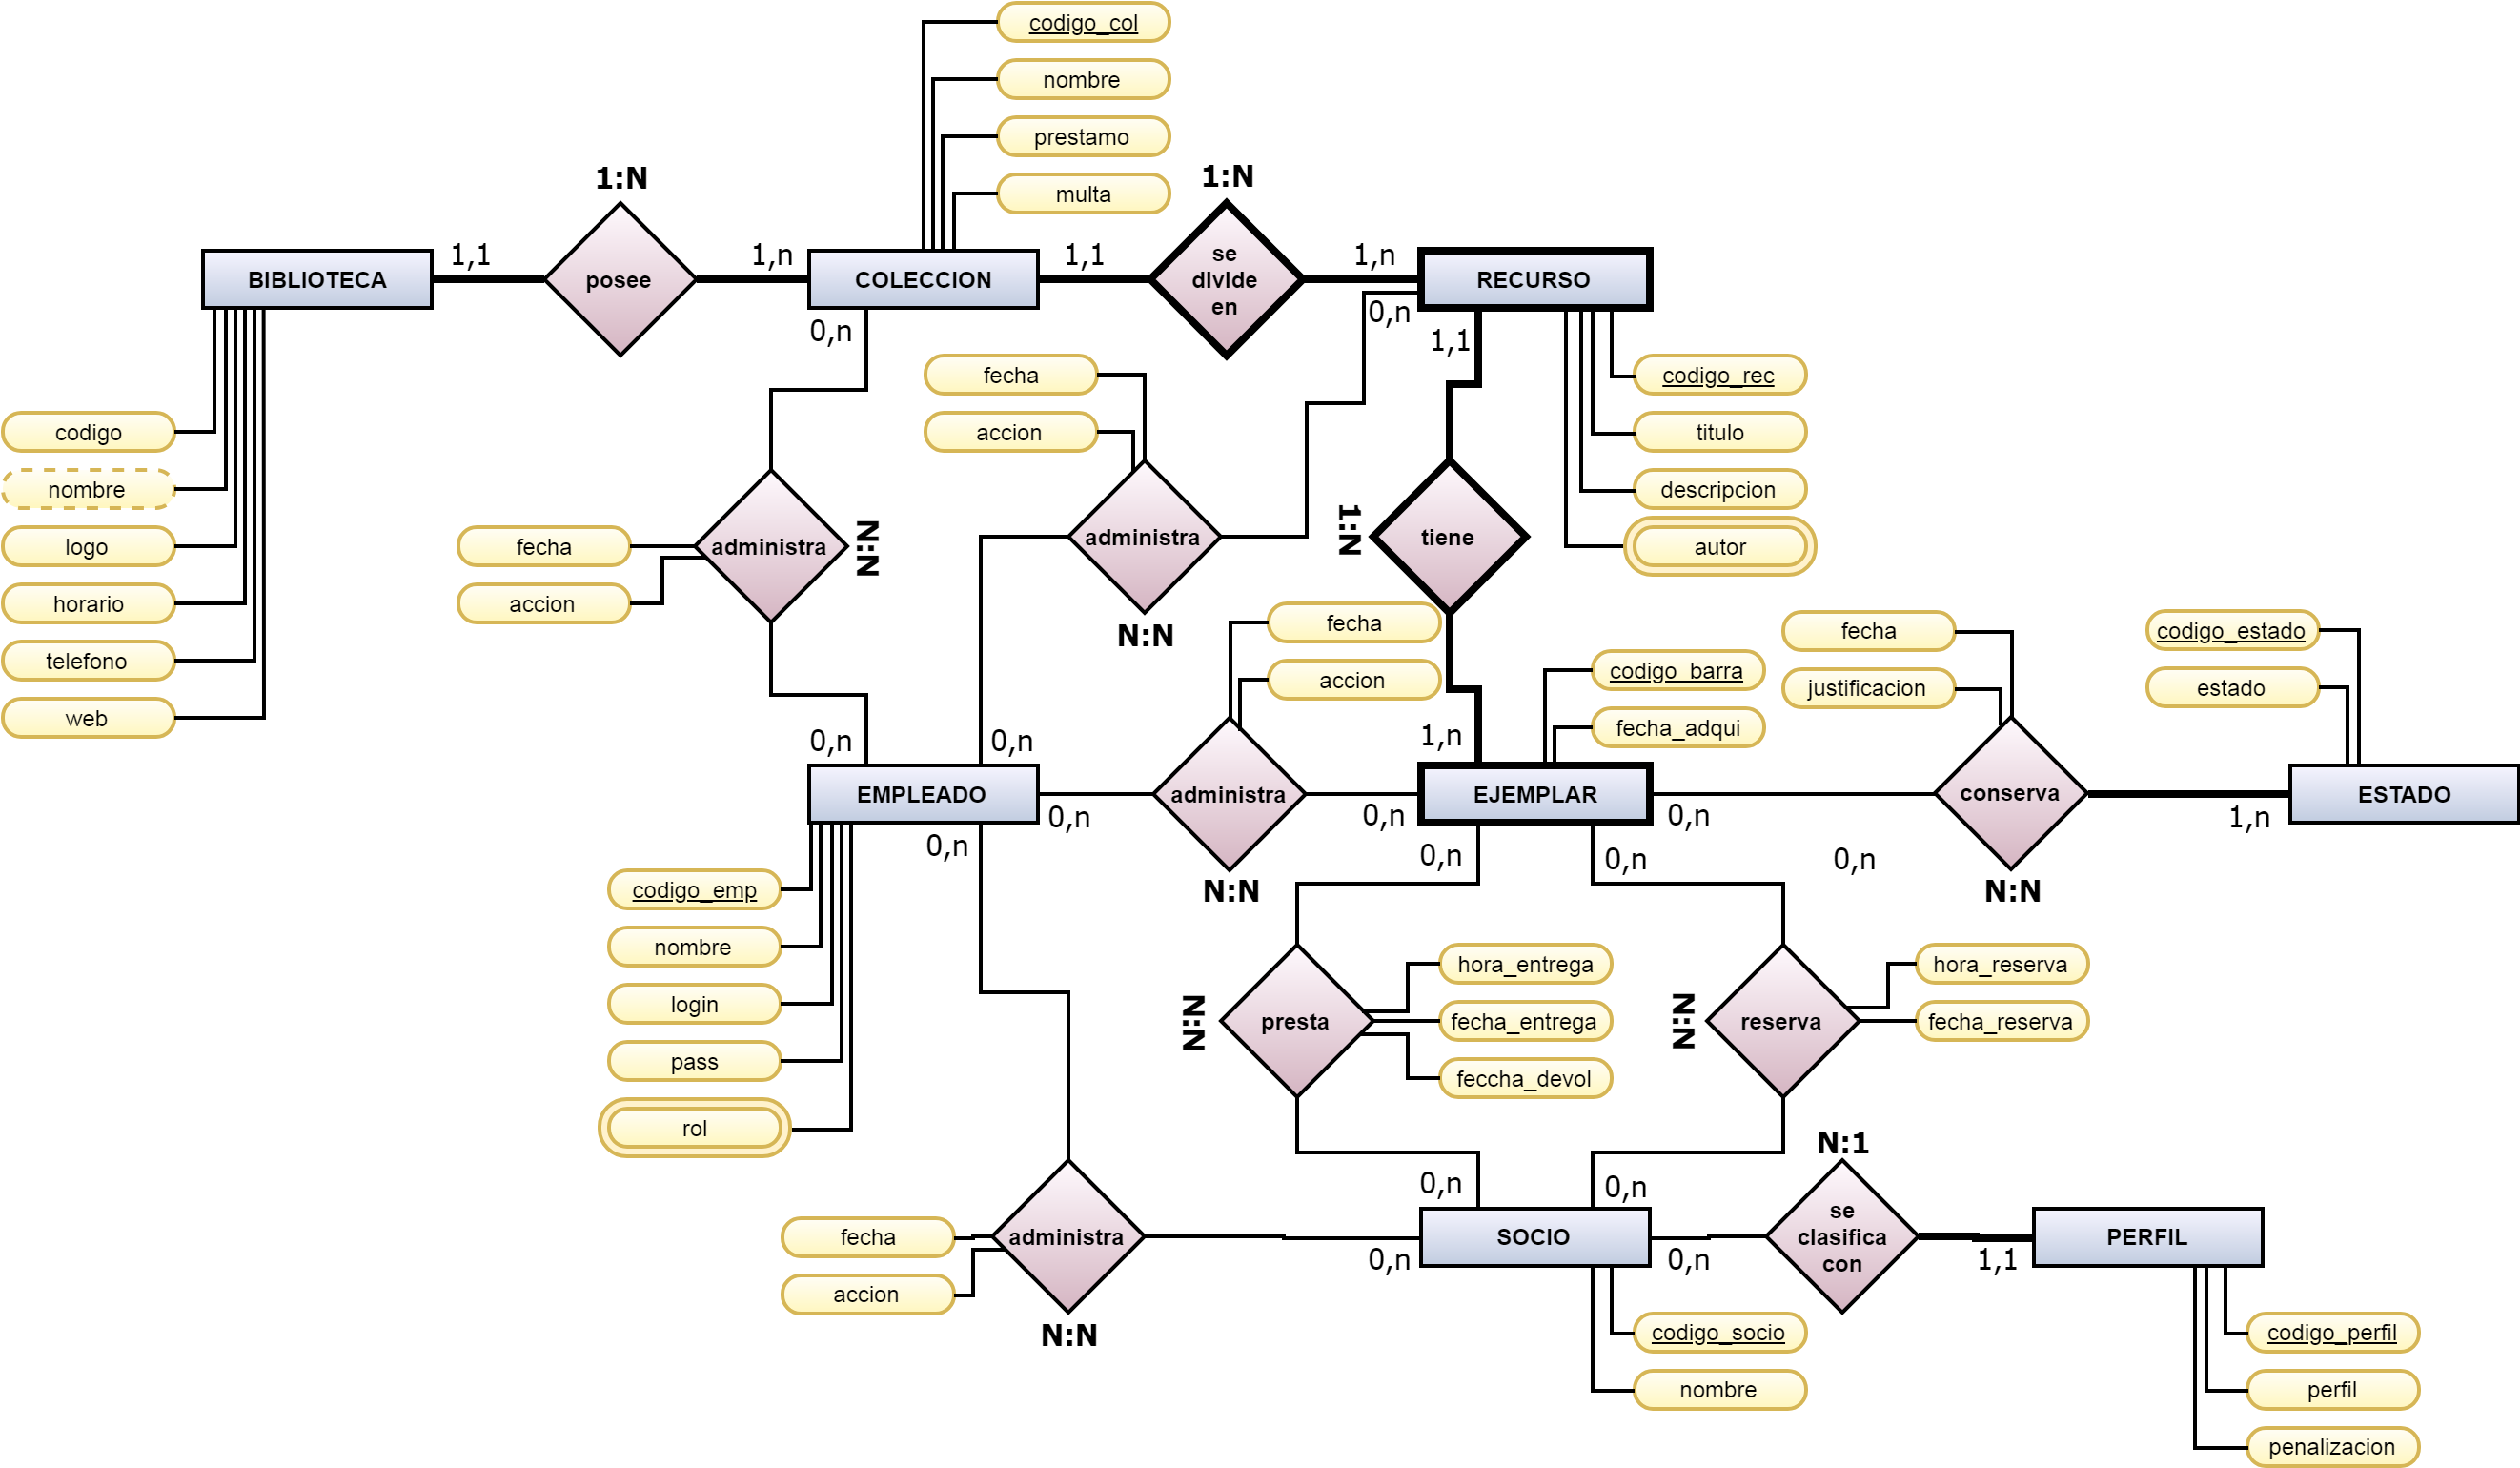 codigo_col
nombre
prestamo
multa
1:N
1:N
BIBLIOTECA
1,1
posee
1,n
COLECCION
1,1
se
divide
en
1,n
RECURSO
0,n
0,n
1,1
fecha
accion
codigo_rec
titulo
descripcion
autor
codigo
nombre
logo
horario
telefono
web
fecha
accion
administra
N:N
administra
N:N
1:N
tiene
fecha
accion
codigo_barra
fecha_adqui
fecha
justificacion
codigo_estado
estado
0,n
0,n
1,n
EMPLEADO
0,n
administra
0,n
EJEMPLAR
0,n
conserva
1,n
ESTADO
0,n
N:N
0,n
0,n
0,n
N:N
codigo_emp
nombre
login
pass
rol
N:N
presta
hora_entrega
fecha_entrega
feccha_devol
N:N
reserva
hora_reserva
fecha_reserva
N:1
0,n
0,n
fecha
accion
administra
N:N
0,n
SOCIO
0,n
se
clasifica
con
1,1
PERFIL
codigo_socio
nombre
codigo_perfil
perfil
penalizacion